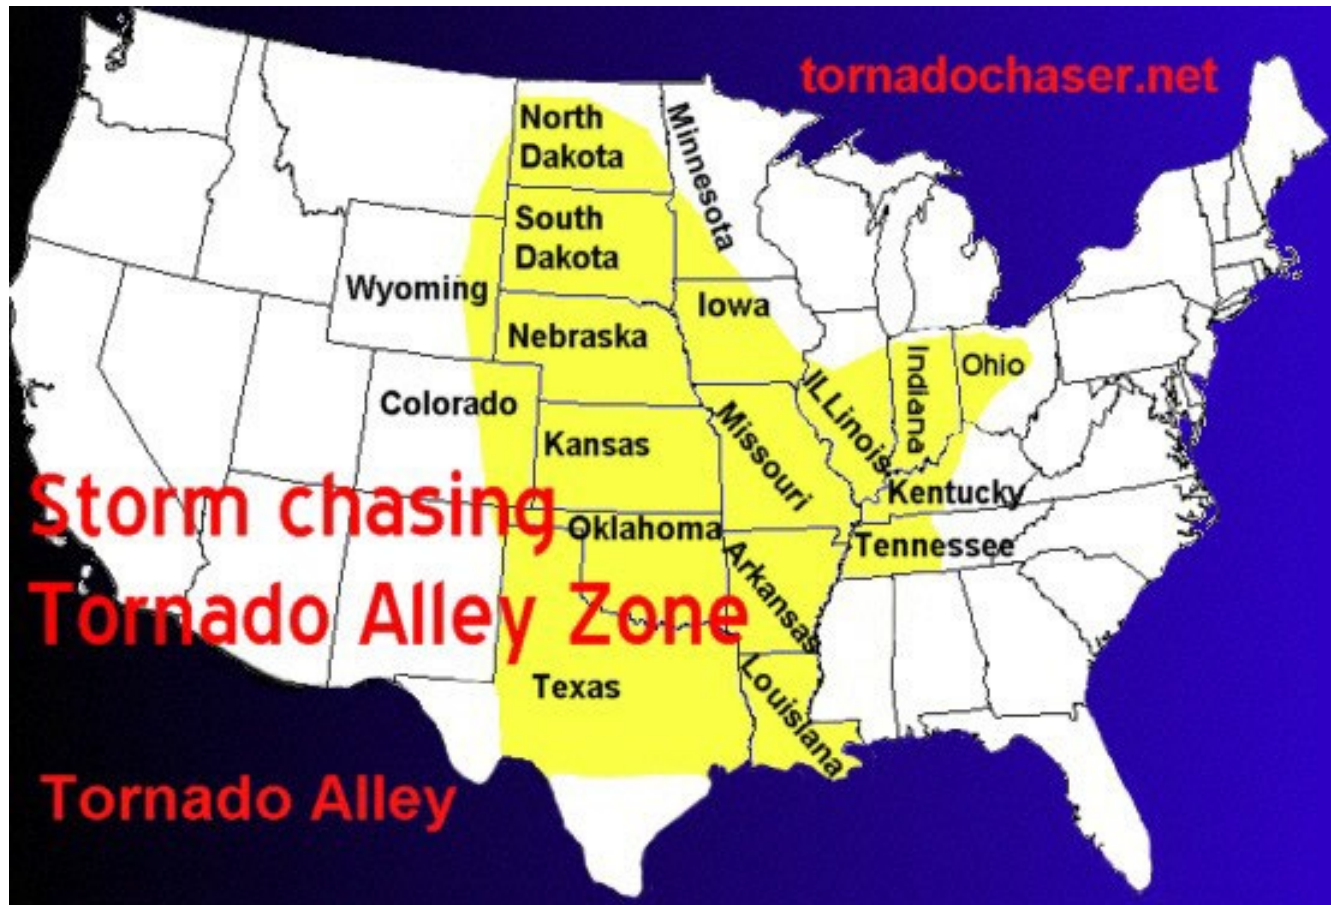 tornadochaser.net
North
Dakota
Minnesota
South
Dakota
Wyoming
Iowa
Nebraska
Indiana
Ohio
Colorado
ILLinois
Missouri
Kansas
Kentucky
Storm chasing
Oklahoma
Tennessee
Arkansas
Tornado Alley Zone
Texas
Louisiana
Tornado Alley